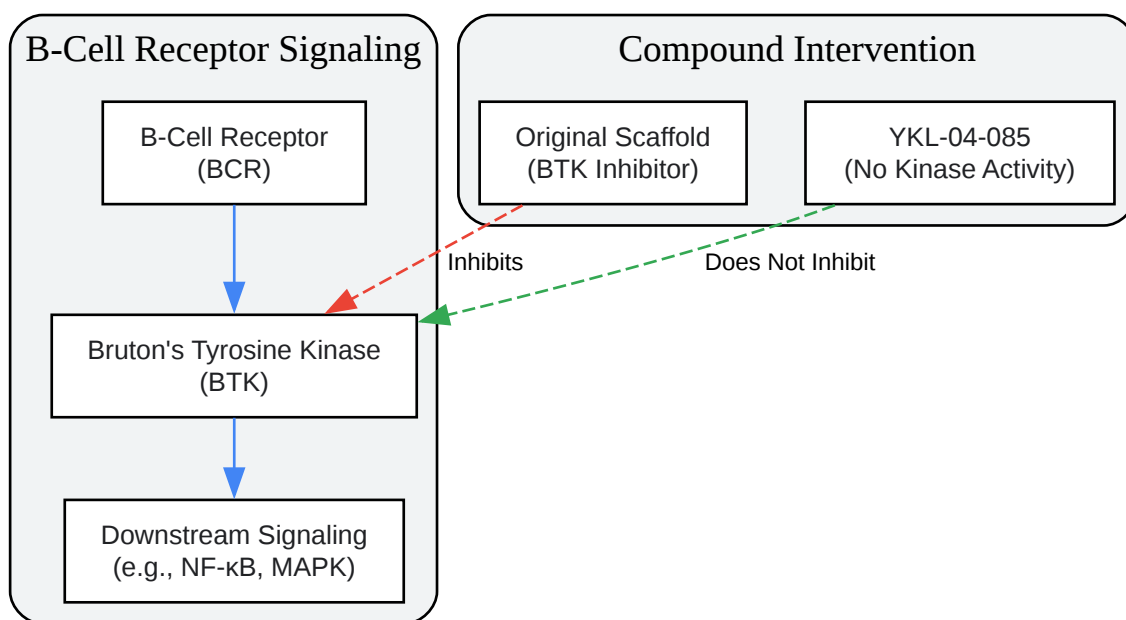 B-Cell Receptor Signaling
B-Cell Receptor
(BCR)
Bruton's Tyrosine Kinase
(BTK)
Downstream Signaling
(e.g., NF-κB, MAPK)
Compound Intervention
Original Scaffold
(BTK Inhibitor)
YKL-04-085
(No Kinase Activity)
Inhibits
Does Not Inhibit